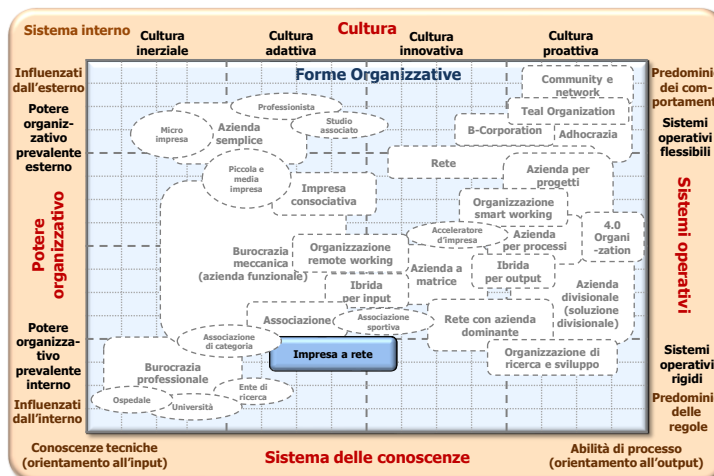 Sistema interno
Cultura
Cultura
inerziale
Cultura
adattiva
Cultura
innovativa
Cultura
proattiva
Influenzati
dall'esterno
Potere
organiz-
zativo
prevalente
esterno
Potere
organizzativo
Potere
organizza-
tivo
prevalente
interno
Influenzati
dall'interno
Forme Organizzative
Community e
network
Teal Organization
B-Corporation
Adhocrazia
Professionista
Studio
associato
Micro
impresa
Azienda
semplice
Rete
Azienda per
progetti
Piccola e
media
impresa
Impresa
consociativa
Organizzazione
smart working
4.0
Organi
-zation
Acceleratore
d'impresa
Azienda
per processi
Burocrazia
meccanica
(azienda funzionale)
Organizzazione
remote working
Azienda a
matrice
Ibrida
per output
Ibrida
per input
Azienda
divisionale
(soluzione
divisionale)
Associazione
Associazione
sportiva
Rete con azienda
dominante
Associazione
di categoria
Impresa a rete
Organizzazione di
ricerca e sviluppo
Burocrazia
professionale
Ente di
ricerca
Ospedale
Università
Predominio
dei com-
portament
Sistemi
operativi
flessibili
Sistemi operativi
Sistemi
operativi
rigidi
Predomini
delle
regole
Conoscenze tecniche
(orientamento all'input)
Sistema delle conoscenze
Abilità di processo
(orientamento all'output)